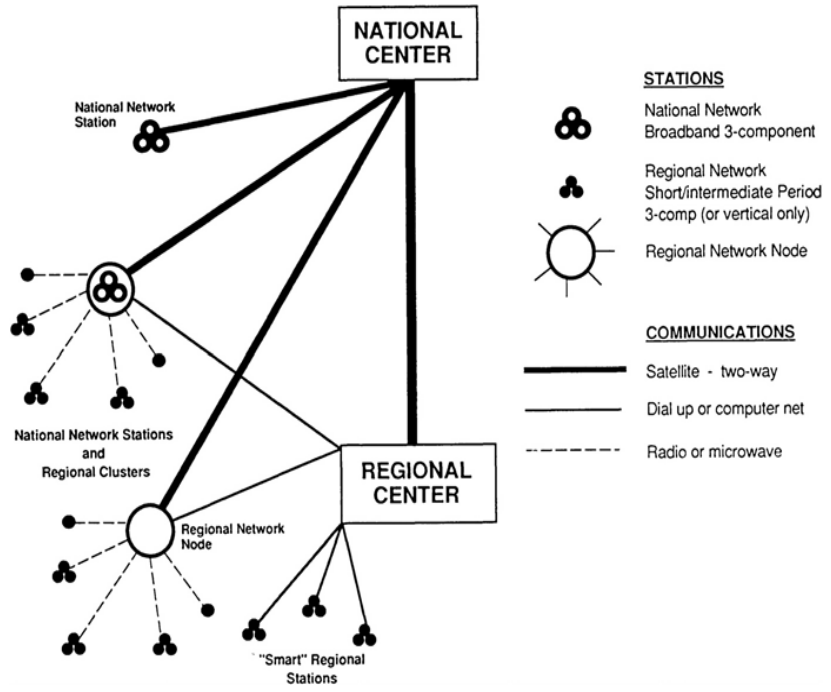 NATIONAL
CENTER
National Network
Station
National Network Stations
and
Regional Clusters
REGIONAL
CENTER
Regional Network
Node
"Smart" Regional
Stations
STATIONS
National Network
Broadband 3-component
Regional Network
Short/intermediate Period
3-comp (or vertical only)
Regional Network Node
COMMUNICATIONS
Satellite - two-way
Dial up or computer net
Radio or microwave